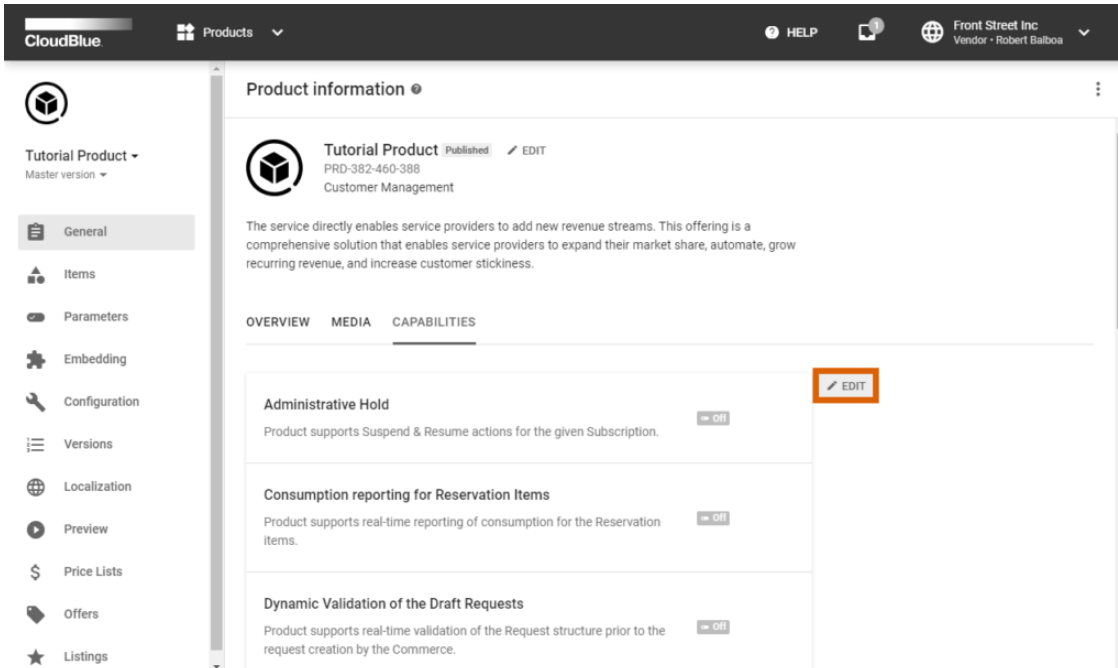 CloudBlue.
Products
HELP
1
Front Street Inc
Vendor • Robert Balboa
Tutorial Product
Master version
General
Items
Parameters
Embedding
Configuration
Versions
Localization
Preview
Price Lists
Offers
Listings
Product information
Tutorial Product Published EDIT
PRD-382-460-388
Customer Management
The service directly enables service providers to add new revenue streams. This offering is a
comprehensive solution that enables service providers to expand their market share, automate, grow
recurring revenue, and increase customer stickiness.
OVERVIEW MEDIA CAPABILITIES
EDIT
Administrative Hold
Off
Product supports Suspend & Resume actions for the given Subscription.
Consumption reporting for Reservation Items
Off
Product supports real-time reporting of consumption for the Reservation
items.
Dynamic Validation of the Draft Requests
Off
Product supports real-time validation of the Request structure prior to the
request creation by the Commerce.